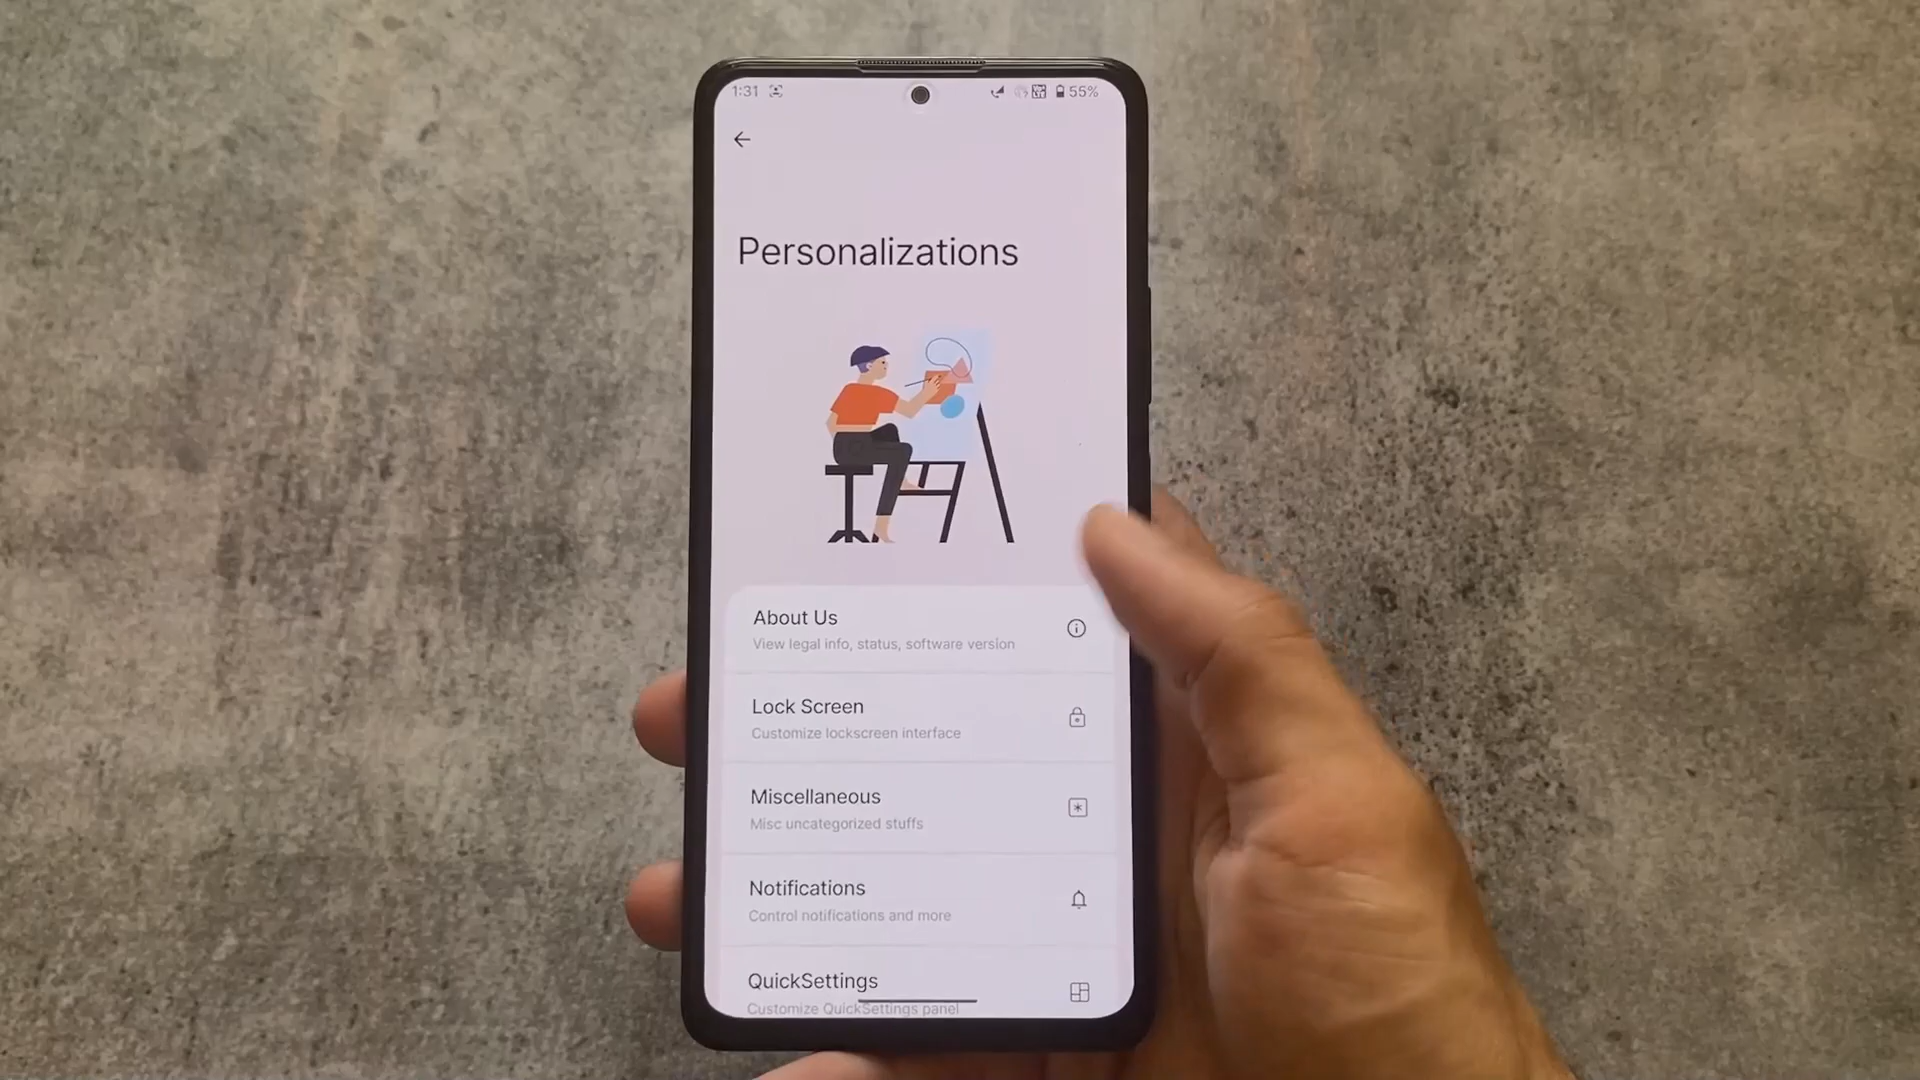 1:31
55%
Personalizations
About Us
View legal info, status, software version
Lock Screen
Customize lockscreen interface
Miscellaneous
Misc uncategorized stuffs
Notifications
Control notifications and more
QuickSettings
Customize QuickSettings panel